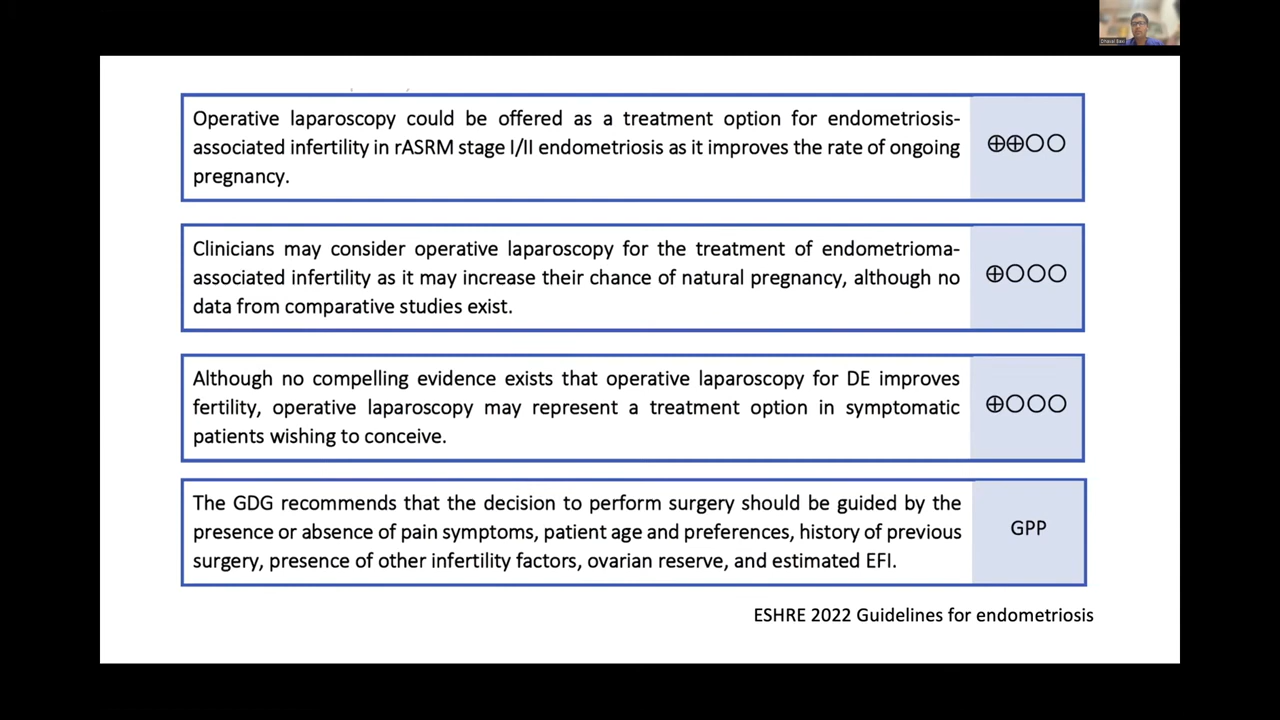 Operative laparoscopy could be offered as a treatment option for endometriosis-
associated infertility in rASRM stage I/II endometriosis as it improves the rate of ongoing
pregnancy.
⊕⊕○○
Clinicians may consider operative laparoscopy for the treatment of endometrioma-
associated infertility as it may increase their chance of natural pregnancy, although no
data from comparative studies exist.
⊕○○○
Although no compelling evidence exists that operative laparoscopy for DE improves
fertility, operative laparoscopy may represent a treatment option in symptomatic
patients wishing to conceive.
⊕○○○
The GDG recommends that the decision to perform surgery should be guided by the
presence or absence of pain symptoms, patient age and preferences, history of previous
surgery, presence of other infertility factors, ovarian reserve, and estimated EFI.
GPP
ESHRE 2022 Guidelines for endometriosis